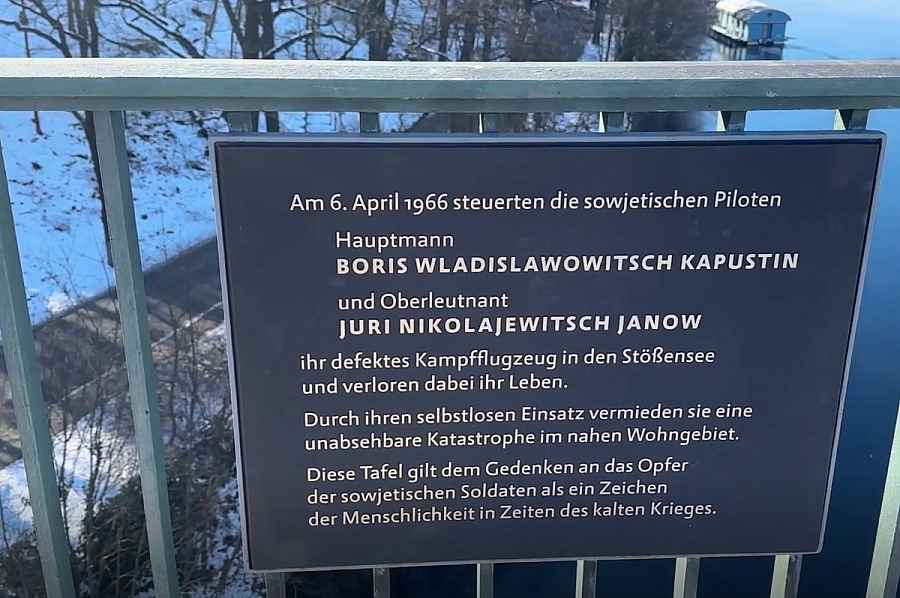 Am 6. April 1966 steuerten die sowjetischen Piloten
Hauptmann
BORIS WLADISLAWOWITSCH KAPUSTIN
und Oberleutnant
JURI NIKOLAJEWITSCH JANOW
ihr defektes Kampfflugzeug in den Stößensee
und verloren dabei ihr Leben.
Durch ihren selbstlosen Einsatz vermieden sie eine
unabsehbare Katastrophe im nahen Wohngebiet.
Diese Tafel gilt dem Gedenken an das Opfer
der sowjetischen Soldaten als ein Zeichen
der Menschlichkeit in Zeiten des kalten Krieges.